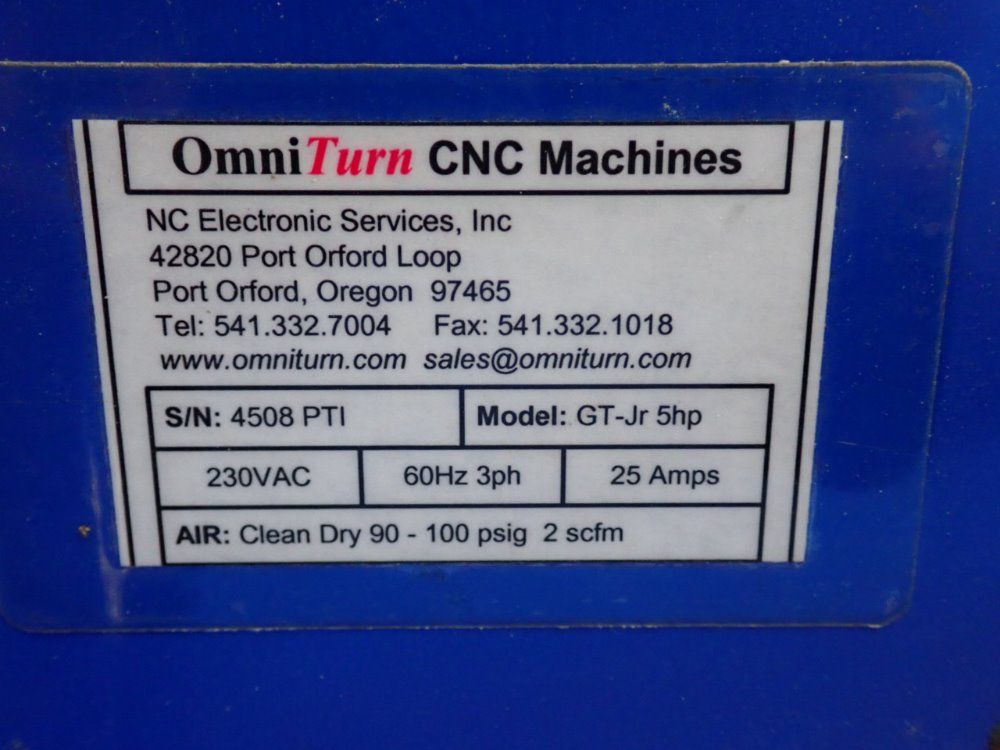 OmniTurn CNC Machines
NC Electronic Services, Inc
42820 Port Orford Loop
Port Orford, Oregon 97465
Tel: 541.332.7004 Fax: 541.332.1018
www.omniturn.com sales@omniturn.com
S/N: 4508 PTI Model: GT-Jr 5hp
230VAC 60Hz 3ph 25 Amps
AIR: Clean Dry 90 - 100 psig 2 scfm